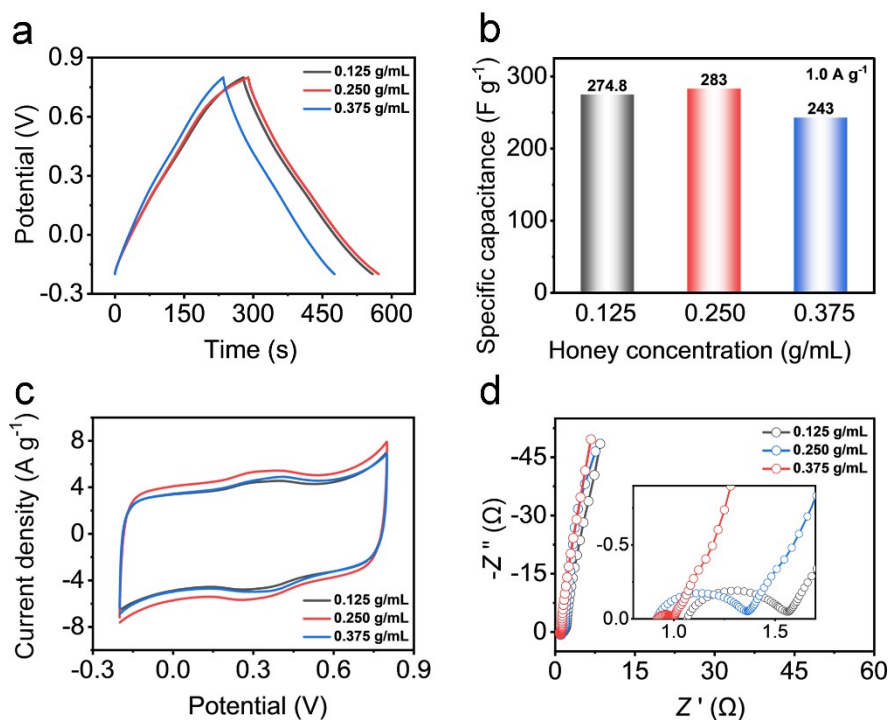 a
0.9
0.6
0.3
0.0
-0.3
0 150 300 450 600
Potential (V)
Time (s)
0.125 g/mL
0.250 g/mL
0.375 g/mL
b
300
200
100
0
274.8
283
243
1.0 A g⁻¹
0.125 0.250 0.375
Specific capacitance (F g⁻¹)
Honey concentration (g/mL)
c
8
4
0
-4
-8
-0.3 0.0 0.3 0.6 0.9
Current density (A g⁻¹)
Potential (V)
0.125 g/mL
0.250 g/mL
0.375 g/mL
d
-45
-30
-15
0
0 15 30 45 60
-Z '' (Ω)
Z ' (Ω)
0.125 g/mL
0.250 g/mL
0.375 g/mL
-0.5
0.0
1.0 1.5